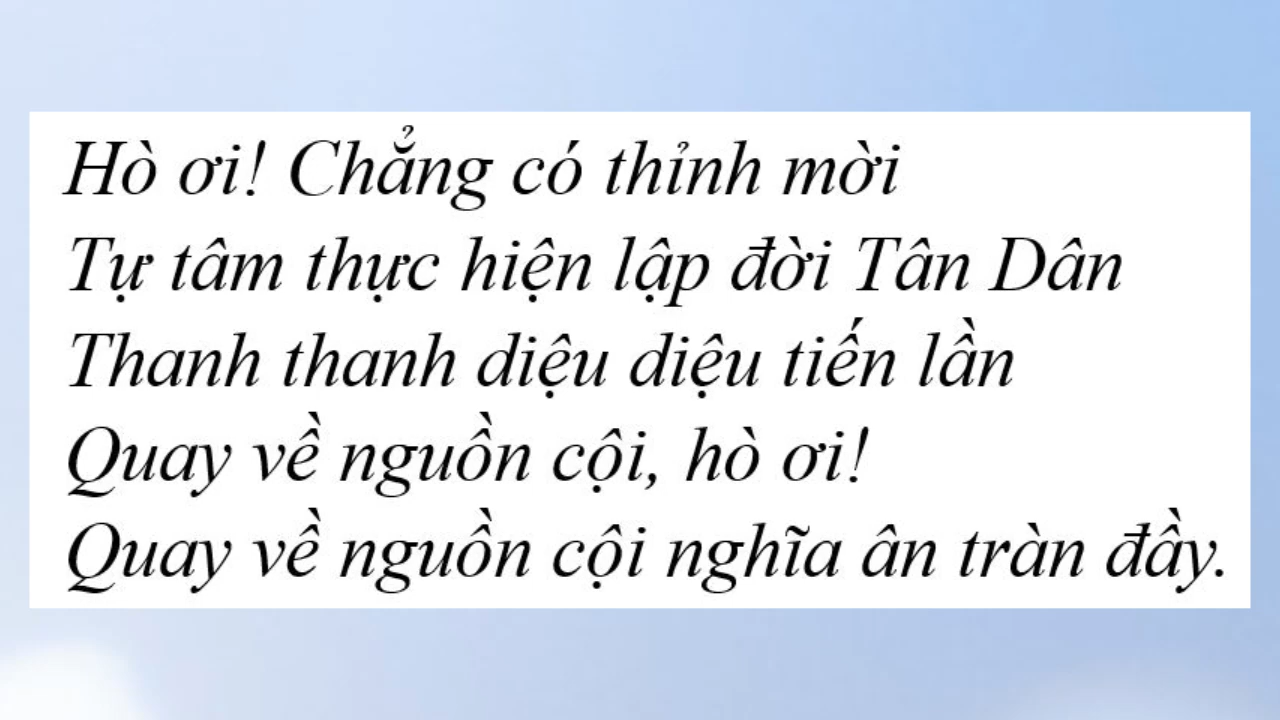 Hò ơi! Chẳng có thỉnh mời
Tự tâm thực hiện lập đời Tân Dân
Thanh thanh diệu diệu tiến lần
Quay về nguồn cội, hò ơi!
Quay về nguồn cội nghĩa ân tràn đầy.